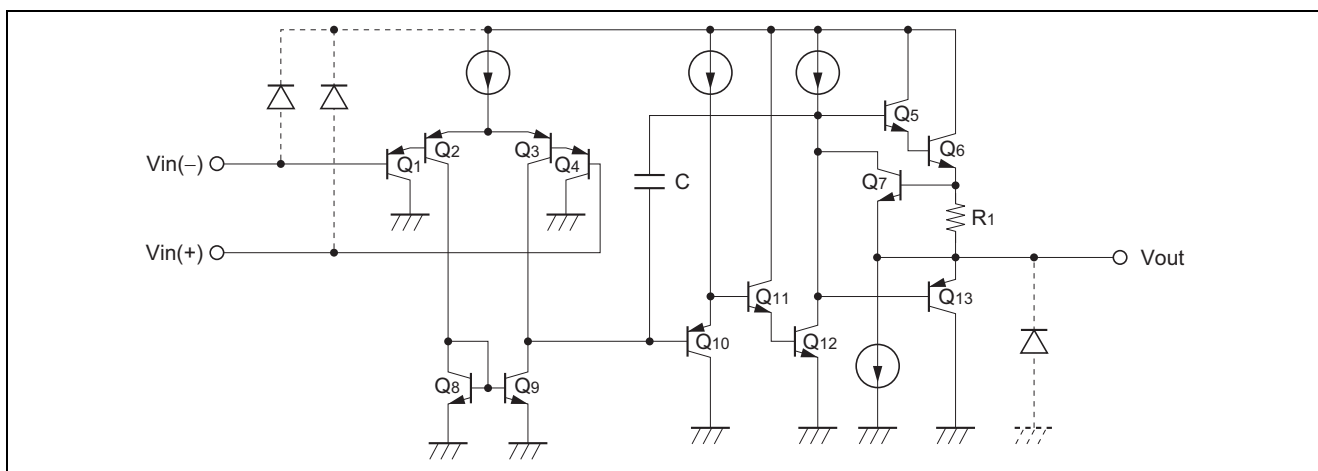 Q5
Q6
Vin(−)
Q1
Q2
Q3
Q4
C
Q7
R1
Vin(+)
Vout
Q11
Q13
Q10
Q12
Q8
Q9